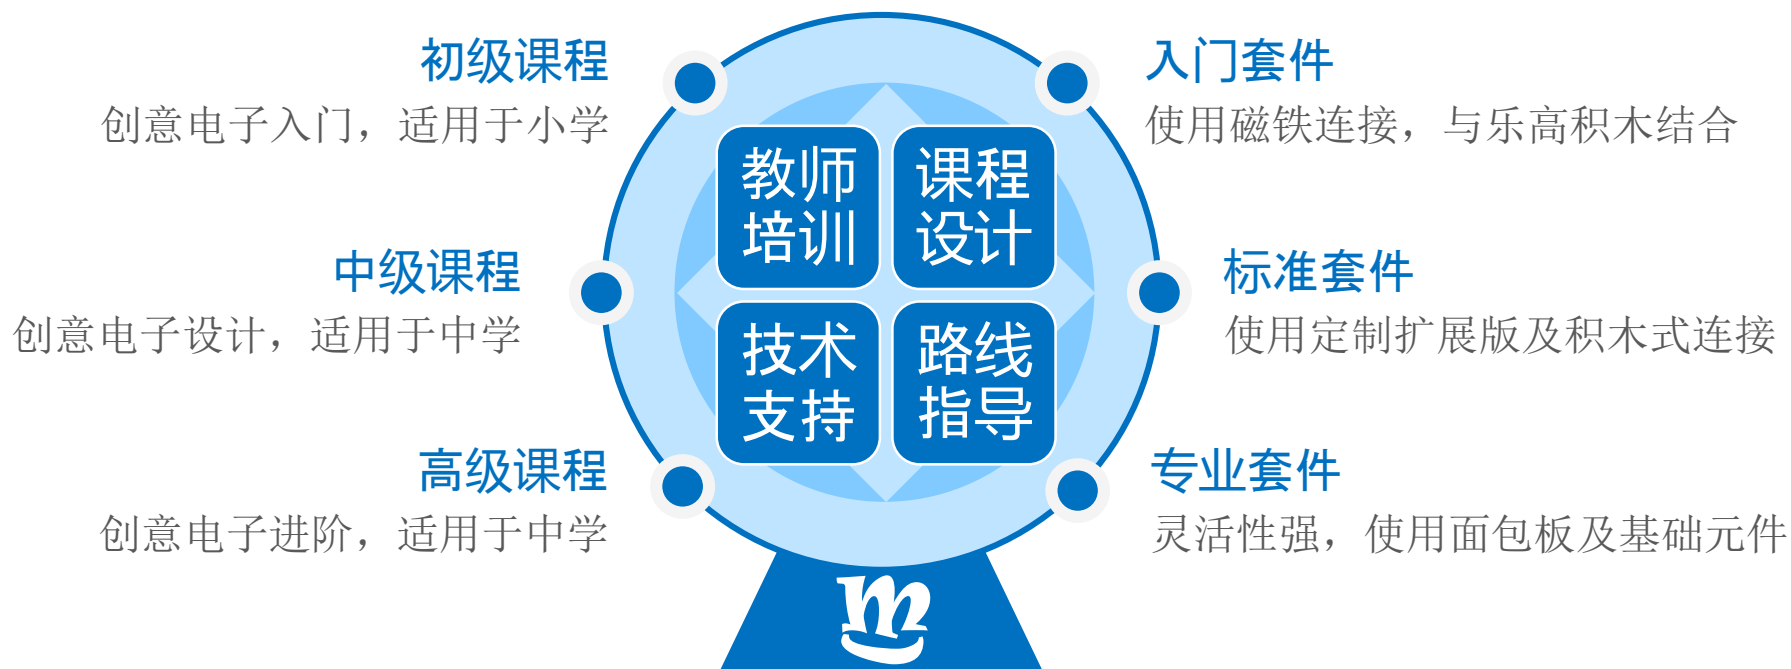 初级课程
创意电子入门，适用于小学
中级课程
创意电子设计，适用于中学
高级课程
创意电子进阶，适用于中学
教师
培训
课程
设计
技术
支持
路线
指导
m
入门套件
使用磁铁连接，与乐高积木结合
标准套件
使用定制扩展版及积木式连接
专业套件
灵活性强，使用面包板及基础元件